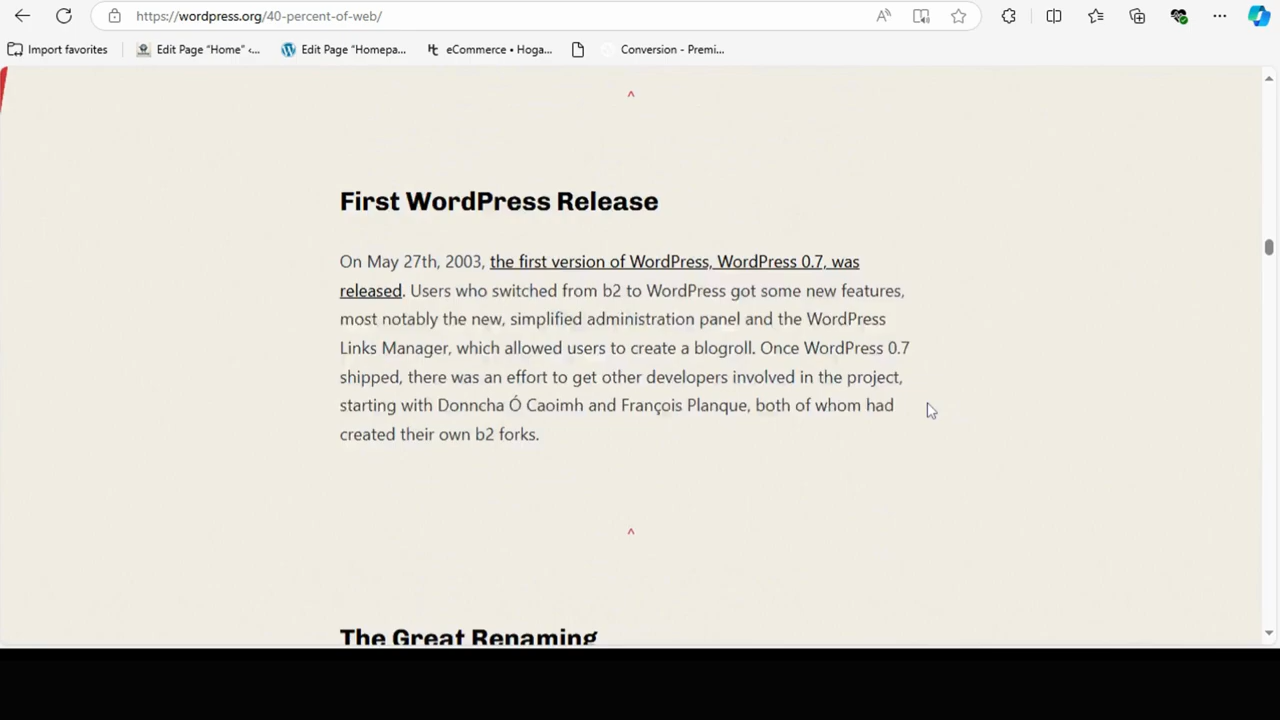 https://wordpress.org/40-percent-of-web/
Import favorites
Edit Page "Home" ‹...
Edit Page "Homepa...
eCommerce • Hoga...
Conversion - Premi...
^
First WordPress Release
On May 27th, 2003, the first version of WordPress, WordPress 0.7, was
released. Users who switched from b2 to WordPress got some new features,
most notably the new, simplified administration panel and the WordPress
Links Manager, which allowed users to create a blogroll. Once WordPress 0.7
shipped, there was an effort to get other developers involved in the project,
starting with Donncha Ó Caoimh and François Planque, both of whom had
created their own b2 forks.
^
The Great Renaming